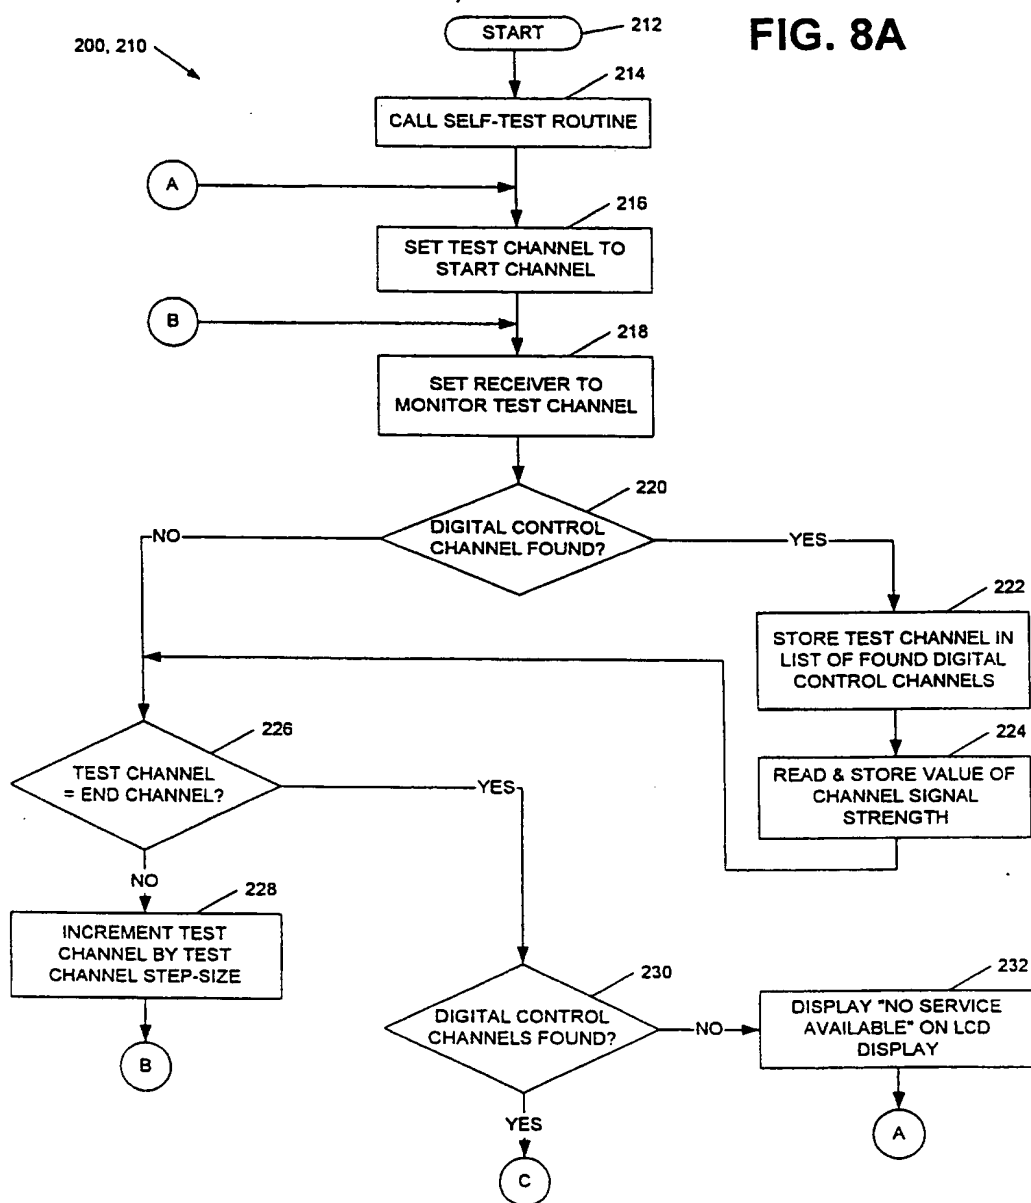 FIG. 8A
200, 210
START
212
214
CALL SELF-TEST ROUTINE
A
216
SET TEST CHANNEL TO
START CHANNEL
B
218
SET RECEIVER TO
MONITOR TEST CHANNEL
220
DIGITAL CONTROL
CHANNEL FOUND?
NO
YES
222
STORE TEST CHANNEL IN
LIST OF FOUND DIGITAL
CONTROL CHANNELS
224
READ & STORE VALUE OF
CHANNEL SIGNAL
STRENGTH
226
TEST CHANNEL
= END CHANNEL?
YES
NO
228
INCREMENT TEST
CHANNEL BY TEST
CHANNEL STEP-SIZE
B
230
DIGITAL CONTROL
CHANNELS FOUND?
NO
232
DISPLAY "NO SERVICE
AVAILABLE" ON LCD
DISPLAY
A
YES
C